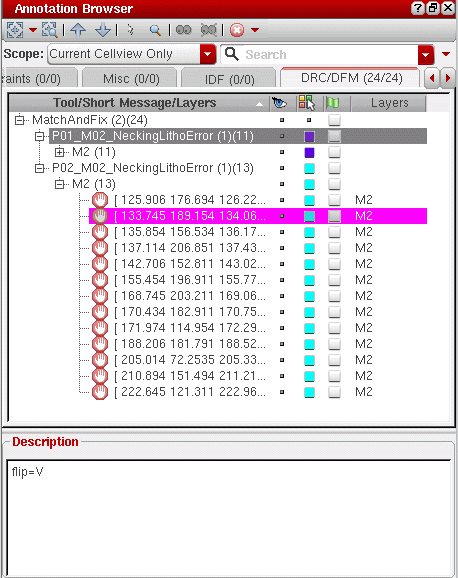 Annotation Browser
Scope: Current Cellview Only Search
raints (0/0) Misc (0/0) IDF (0/0) DRC/DFM (24/24)
Tool/Short Message/Layers Layers
MatchAndFix (2)(24)
P01_M02_NeckingLithoError (1)(11)
M2 (11)
P02_M02_NeckingLithoError (1)(13)
M2 (13)
[ 125.906 176.694 126.22... M2
[ 133.745 189.154 134.06... M2
[ 135.854 156.534 136.17... M2
[ 137.114 206.851 137.43... M2
[ 142.706 152.811 143.02... M2
[ 155.454 196.911 155.77... M2
[ 168.745 203.211 169.06... M2
[ 170.434 182.911 170.75... M2
[ 171.974 114.954 172.29... M2
[ 188.206 181.791 188.52... M2
[ 205.014 72.2535 205.33... M2
[ 210.894 151.494 211.21... M2
[ 222.645 121.311 222.96... M2
Description
flip=V